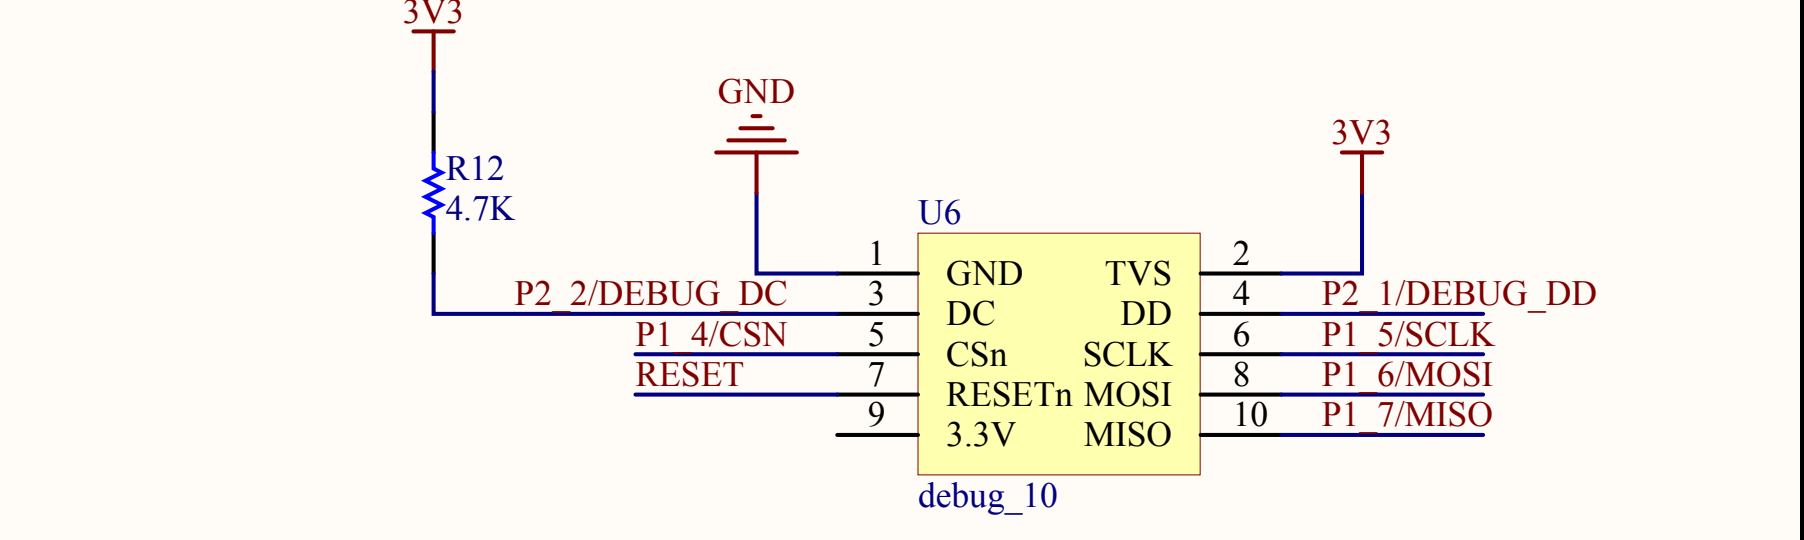 3V3
GND
3V3
R12
4.7K
U6
1 GND TVS 2
P2_2/DEBUG_DC 3 DC DD 4 P2_1/DEBUG_DD
P1_4/CSN 5 CSn SCLK 6 P1_5/SCLK
RESET 7 RESETn MOSI 8 P1_6/MOSI
9 3.3V MISO 10 P1_7/MISO
debug_10